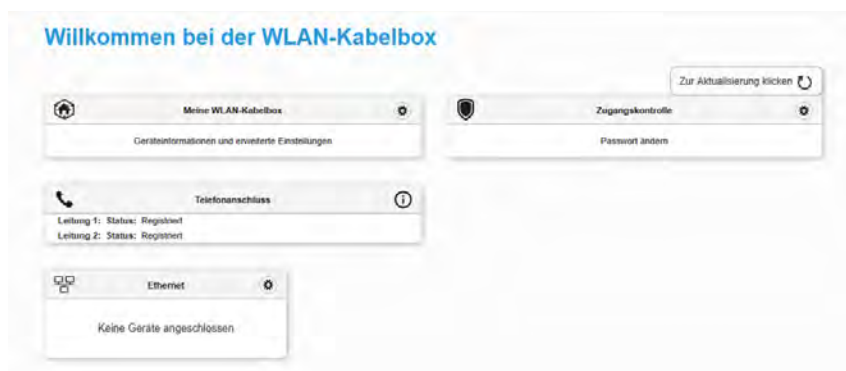 Willkommen bei der WLAN-Kabelbox
Zur Aktualisierung klicken
Meine WLAN-Kabelbox
Geräteinformationen und erweiterte Einstellungen
Zugangskontrolle
Passwort ändern
Telefonanschluss
Leitung 1: Status: Registriert
Leitung 2: Status: Registriert
Ethernet
Keine Geräte angeschlossen